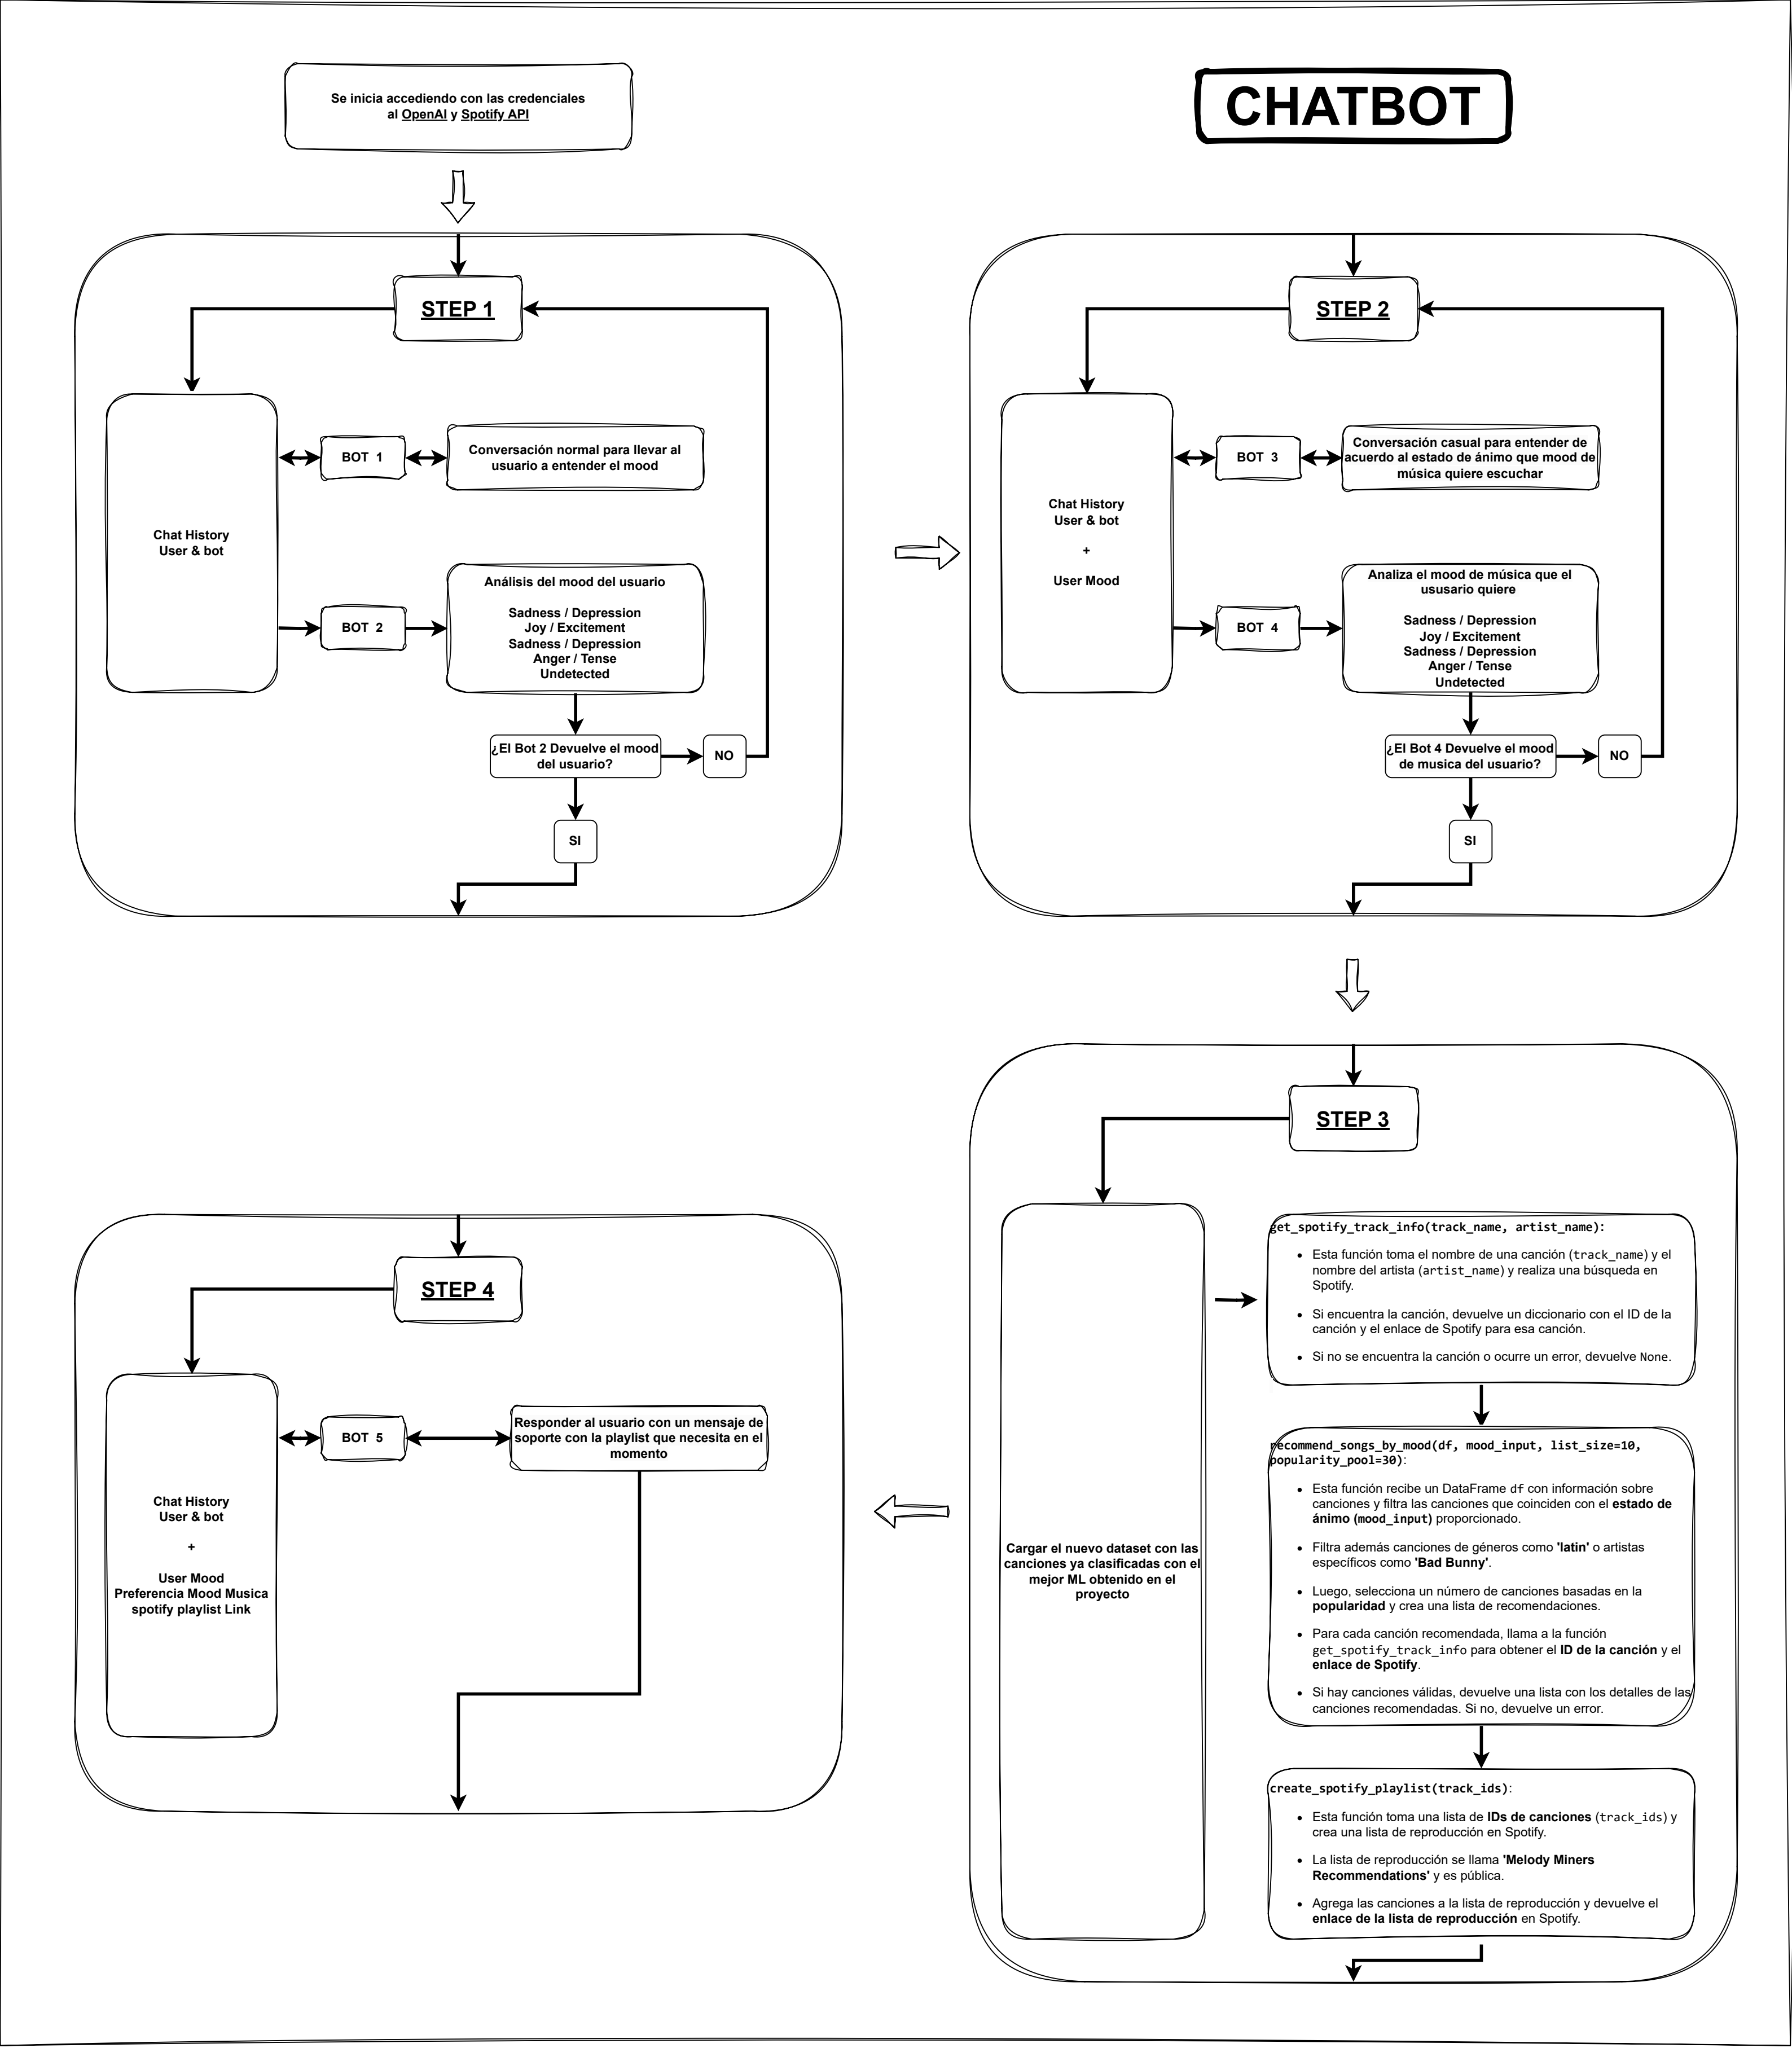 Se inicia accediendo con las credenciales
al OpenAI y Spotify API
CHATBOT
STEP 1
Chat History
User & bot
BOT 1
Conversación normal para llevar al
usuario a entender el mood
BOT 2
Análisis del mood del usuario
Sadness / Depression
Joy / Excitement
Sadness / Depression
Anger / Tense
Undetected
¿El Bot 2 Devuelve el mood
del usuario?
NO
SI
STEP 2
Chat History
User & bot
+
User Mood
BOT 3
Conversación casual para entender de
acuerdo al estado de ánimo que mood de
música quiere escuchar
BOT 4
Analiza el mood de música que el
ususario quiere
Sadness / Depression
Joy / Excitement
Sadness / Depression
Anger / Tense
Undetected
¿El Bot 4 Devuelve el mood
de musica del usuario?
NO
SI
STEP 3
Cargar el nuevo dataset con las
canciones ya clasificadas con el
mejor ML obtenido en el
proyecto
get_spotify_track_info(track_name, artist_name):
• Esta función toma el nombre de una canción (track_name) y el
nombre del artista (artist_name) y realiza una búsqueda en
Spotify.
• Si encuentra la canción, devuelve un diccionario con el ID de la
canción y el enlace de Spotify para esa canción.
• Si no se encuentra la canción o ocurre un error, devuelve None.
recommend_songs_by_mood(df, mood_input, list_size=10,
popularity_pool=30):
• Esta función recibe un DataFrame df con información sobre
canciones y filtra las canciones que coinciden con el estado de
ánimo (mood_input) proporcionado.
• Filtra además canciones de géneros como 'latin' o artistas
específicos como 'Bad Bunny'.
• Luego, selecciona un número de canciones basadas en la
popularidad y crea una lista de recomendaciones.
• Para cada canción recomendada, llama a la función
get_spotify_track_info para obtener el ID de la canción y el
enlace de Spotify.
• Si hay canciones válidas, devuelve una lista con los detalles de las
canciones recomendadas. Si no, devuelve un error.
create_spotify_playlist(track_ids):
• Esta función toma una lista de IDs de canciones (track_ids) y
crea una lista de reproducción en Spotify.
• La lista de reproducción se llama 'Melody Miners
Recommendations' y es pública.
• Agrega las canciones a la lista de reproducción y devuelve el
enlace de la lista de reproducción en Spotify.
STEP 4
Chat History
User & bot
+
User Mood
Preferencia Mood Musica
spotify playlist Link
BOT 5
Responder al usuario con un mensaje de
soporte con la playlist que necesita en el
momento